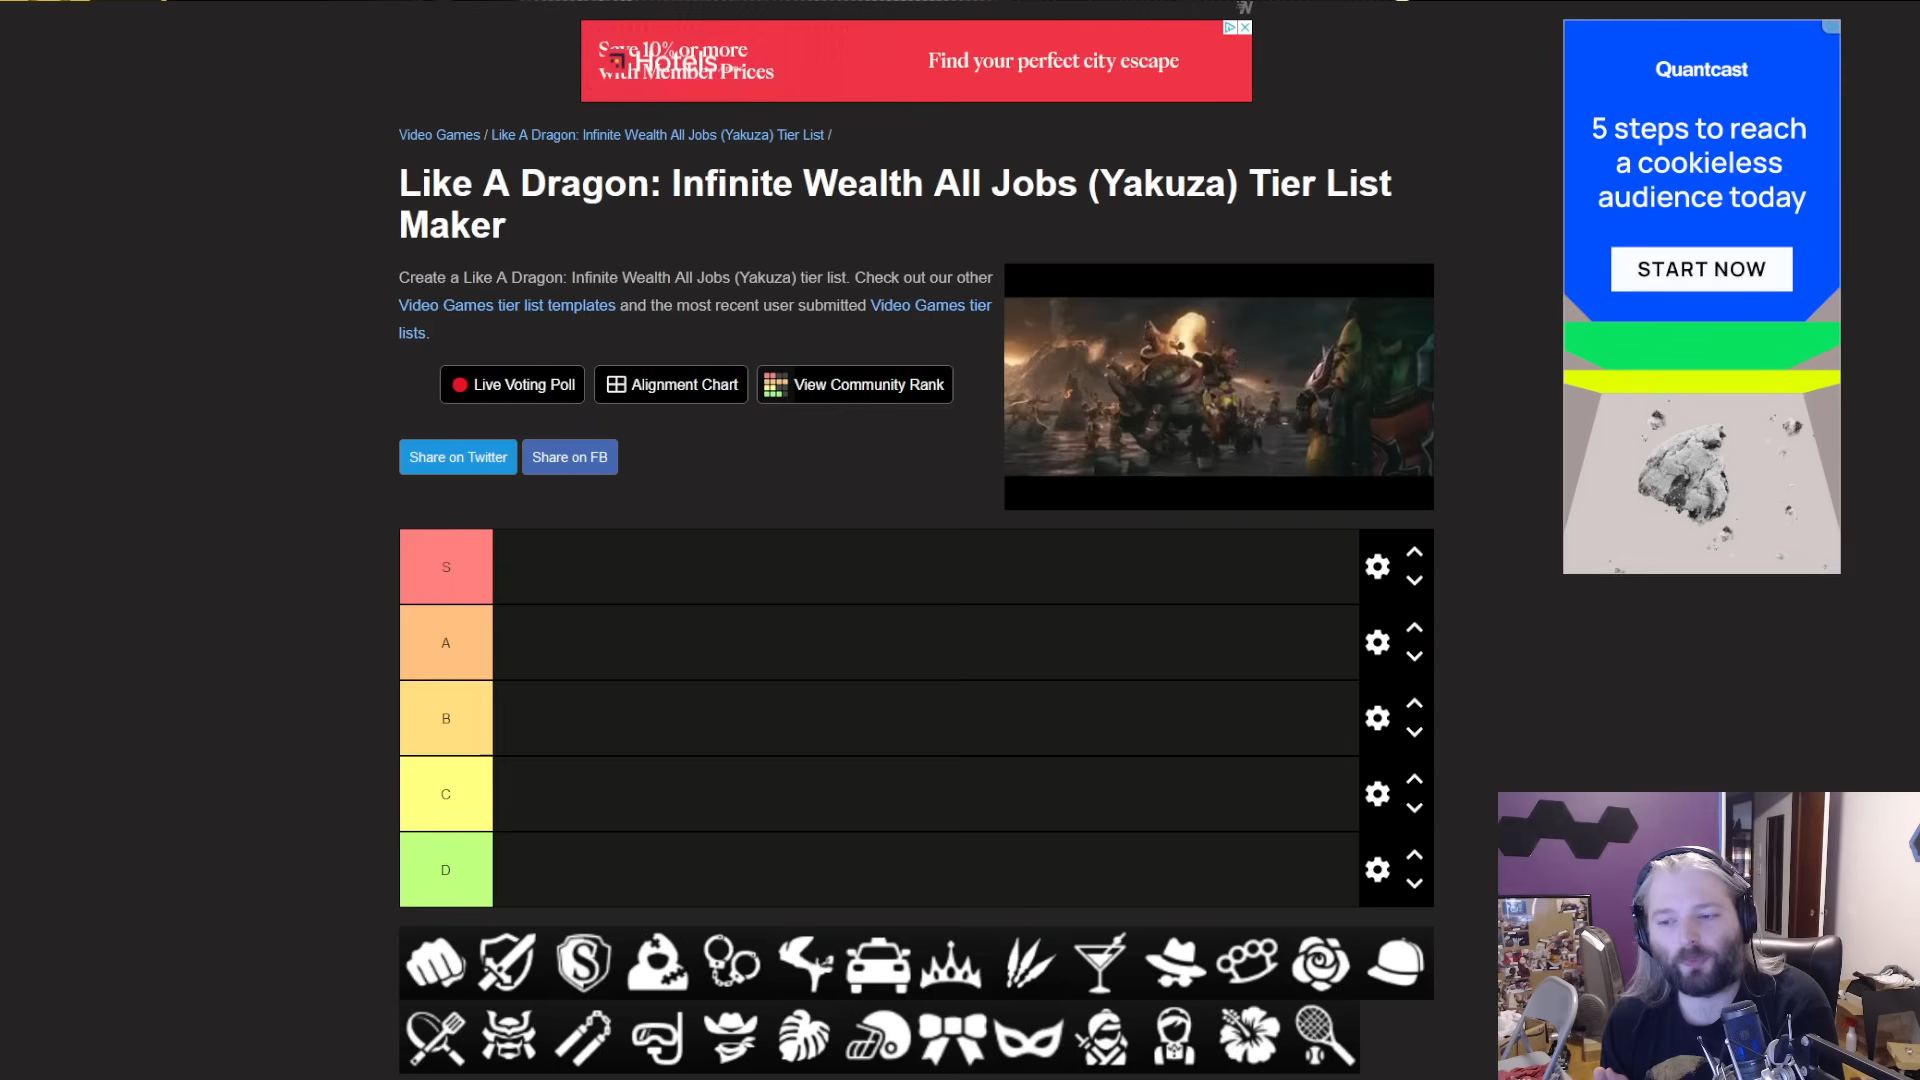 Save 10% or more
with Member Prices
Hotels
Find your perfect city escape
Quantcast
5 steps to reach
a cookieless
audience today
START NOW
Video Games / Like A Dragon: Infinite Wealth All Jobs (Yakuza) Tier List /
Like A Dragon: Infinite Wealth All Jobs (Yakuza) Tier List
Maker
Create a Like A Dragon: Infinite Wealth All Jobs (Yakuza) tier list. Check out our other
Video Games tier list templates and the most recent user submitted Video Games tier
lists.
Live Voting Poll
Alignment Chart
View Community Rank
Share on Twitter
Share on FB
S
A
B
C
D